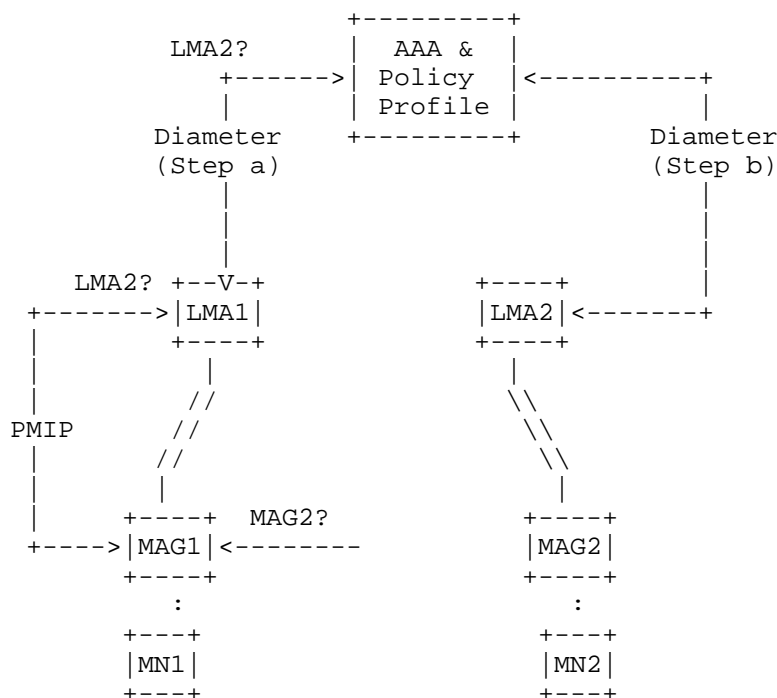 LMA2? AAA &
Policy
Profile
Diameter Diameter
(Step a) (Step b)
LMA2?
LMA1 LMA2
PMIP
MAG2?
MAG1 MAG2
: :
MN1 MN2